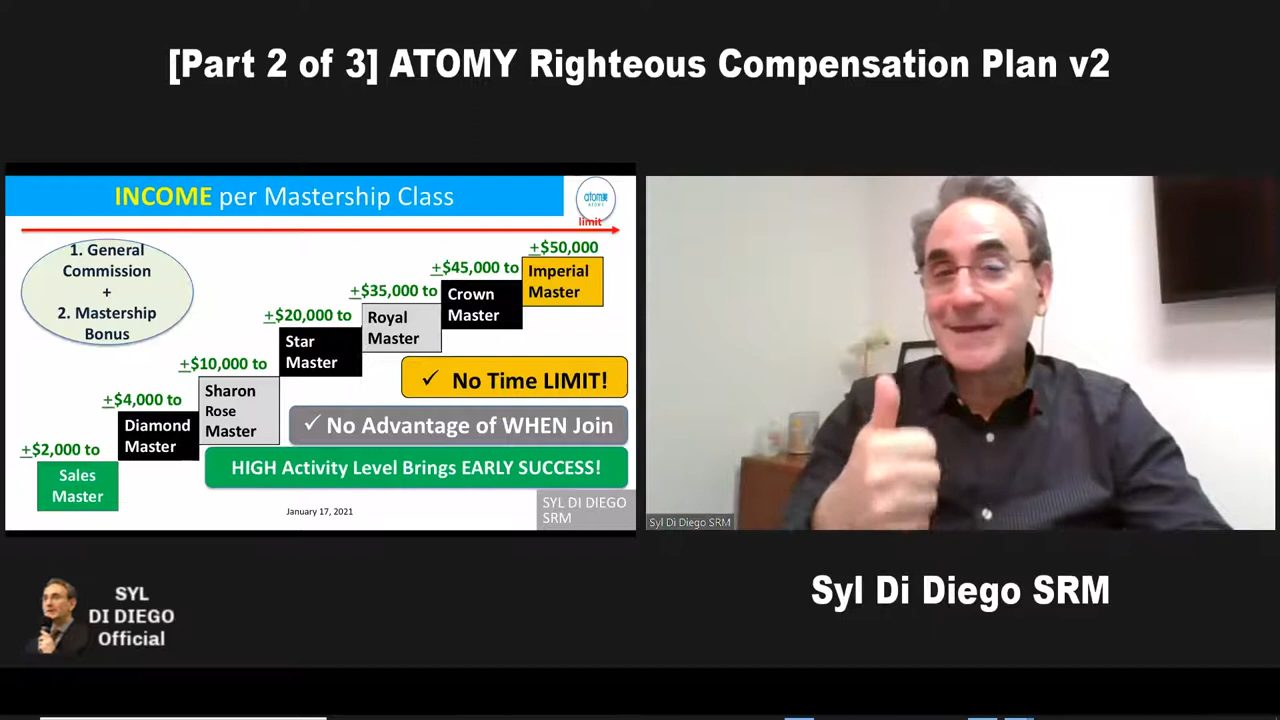 [Part 2 of 3] ATOMY Righteous Compensation Plan v2
INCOME per Mastership Class
atomy
ATOMY
limit
1. General
Commission
+
2. Mastership
Bonus
+$50,000
Imperial
Master
+$45,000 to
Crown
Master
+$35,000 to
Royal
Master
+$20,000 to
Star
Master
+$10,000 to
Sharon
Rose
Master
+$4,000 to
Diamond
Master
+$2,000 to
Sales
Master
✓ No Time LIMIT!
✓ No Advantage of WHEN Join
HIGH Activity Level Brings EARLY SUCCESS!
January 17, 2021
SYL DI DIEGO
SRM
Syl Di Diego SRM
SYL
DI DIEGO
Official
Syl Di Diego SRM